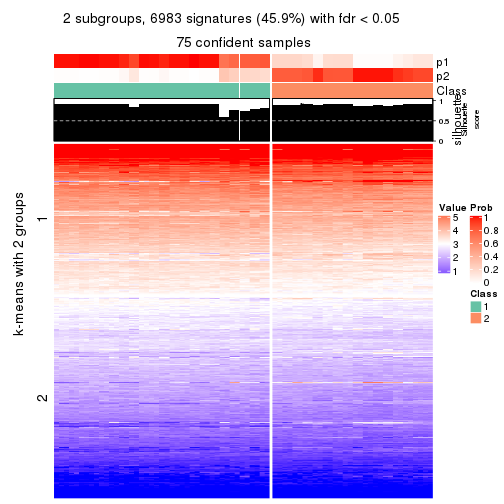 2 subgroups, 6983 signatures (45.9%) with fdr < 0.05
75 confident samples
p1
p2
Class
1
0.5
0
silhouette
Silhouette
score
k-means with 2 groups
1
2
Value
5
4
3
2
1
Prob
1
0.8
0.6
0.4
0.2
0
Class
1
2